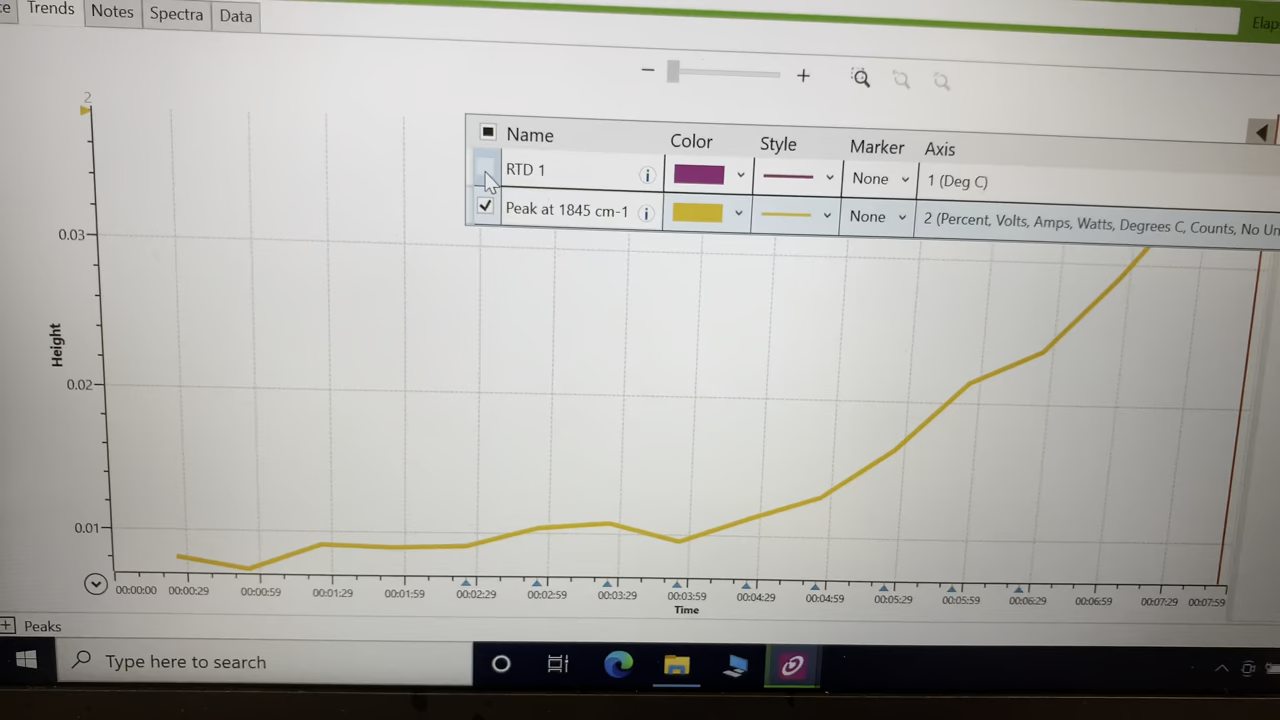 Trends Notes Spectra Data
Elap
2
Name Color Style Marker Axis
RTD 1 None 1 (Deg C)
Peak at 1845 cm-1 None 2 (Percent, Volts, Amps, Watts, Degrees C, Counts, No Un
0.03
0.02
0.01
Height
00:00:00 00:00:29 00:00:59 00:01:29 00:01:59 00:02:29 00:02:59 00:03:29 00:03:59 00:04:29 00:04:59 00:05:29 00:05:59 00:06:29 00:06:59 00:07:29 00:07:59
Time
Peaks
Type here to search